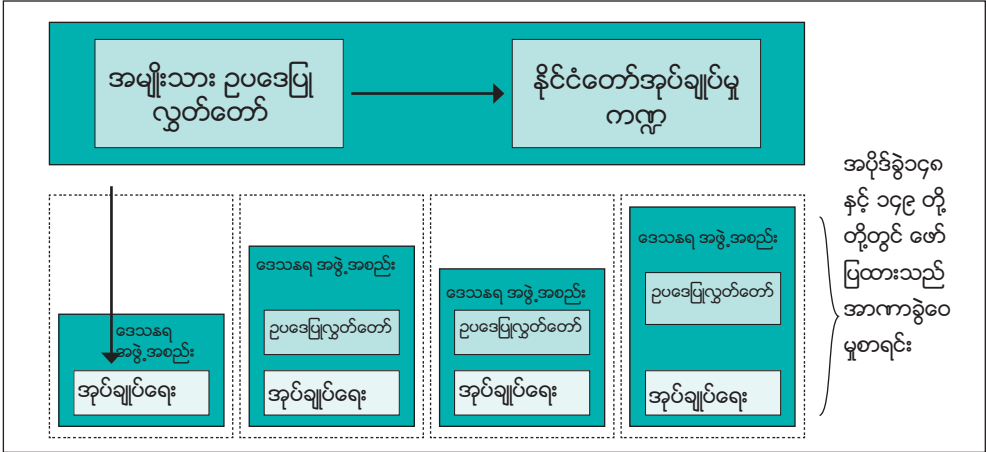 အမျိုးသား ဥပဒေပြု
လွှတ်တော်
နိုင်ငံတော်အုပ်ချုပ်မှု
ကဏ္ဍ
ဒေသနရ
အဖွဲ့အစည်း
အုပ်ချုပ်ရေး
ဒေသနရ အဖွဲ့အစည်း
ဥပဒေပြုလွှတ်တော်
အုပ်ချုပ်ရေး
ဒေသနရ အဖွဲ့အစည်း
ဥပဒေပြုလွှတ်တော်
အုပ်ချုပ်ရေး
ဒေသနရ အဖွဲ့အစည်း
ဥပဒေပြုလွှတ်တော်
အုပ်ချုပ်ရေး
အပိုဒ်ခွဲ၁၄၈
နှင့် ၁၄၉ တို့
တို့တွင် ဖော်
ပြထားသည်
အာဏာခွဲဝေ
မှုစာရင်း